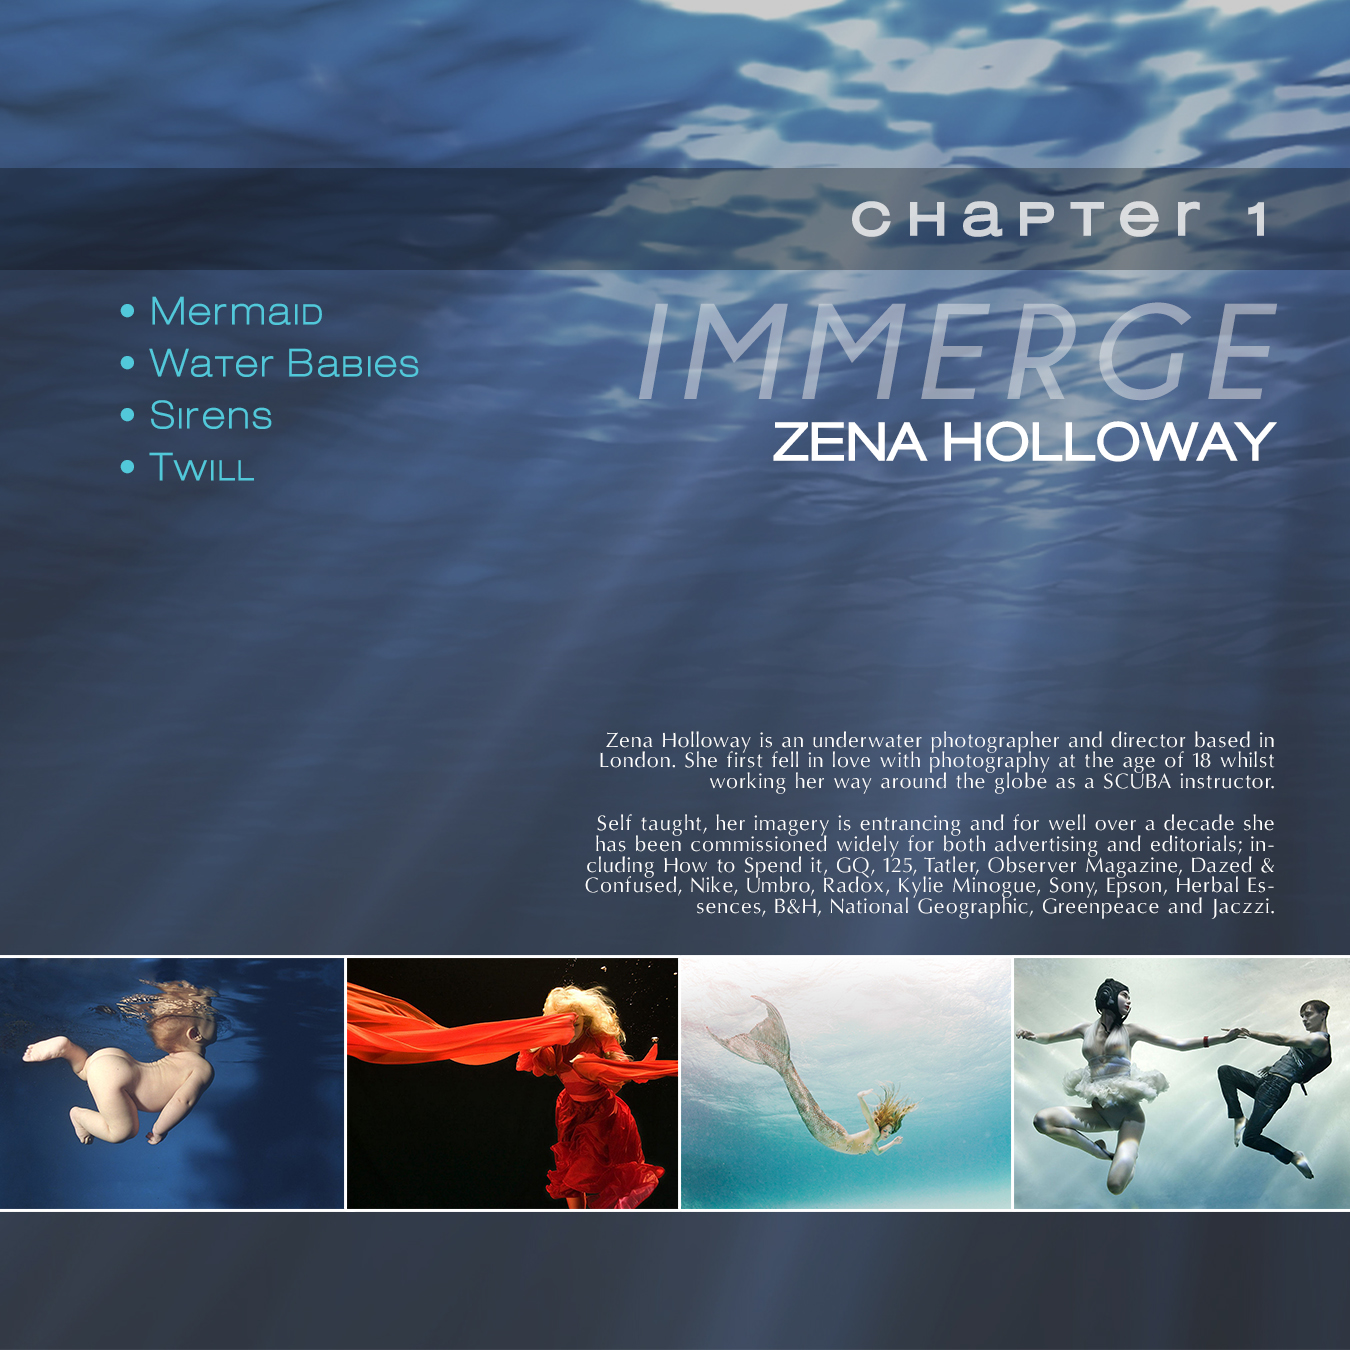 CHaPTer 1
• MermaID
• WaTer BaBIes
• SIrens
• TWILL
IMMERGE
ZENA HOLLOWAY
Zena Holloway is an underwater photographer and director based in
London. She first fell in love with photography at the age of 18 whilst
working her way around the globe as a SCUBA instructor.
Self taught, her imagery is entrancing and for well over a decade she
has been commissioned widely for both advertising and editorials; in-
cluding How to Spend it, GQ, 125, Tatler, Observer Magazine, Dazed &
Confused, Nike, Umbro, Radox, Kylie Minogue, Sony, Epson, Herbal Es-
sences, B&H, National Geographic, Greenpeace and Jaczzi.